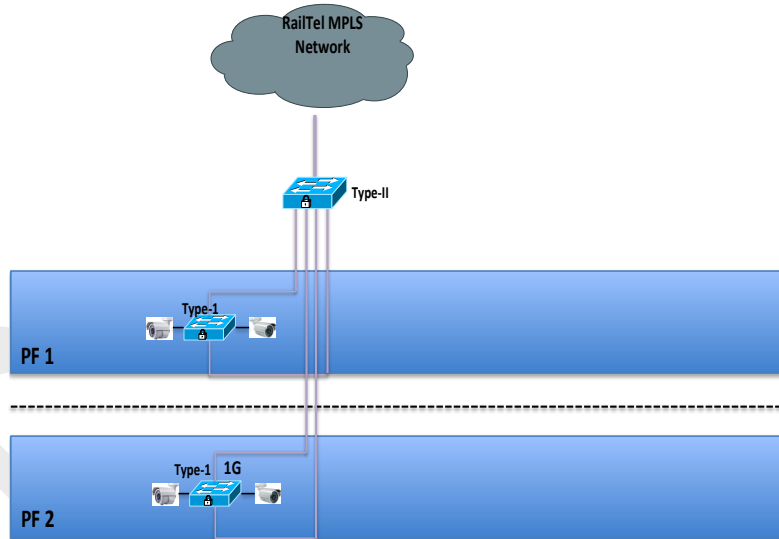 RailTel MPLS
Network
Type-II
Type-1
PF 1
Type-1 1G
PF 2